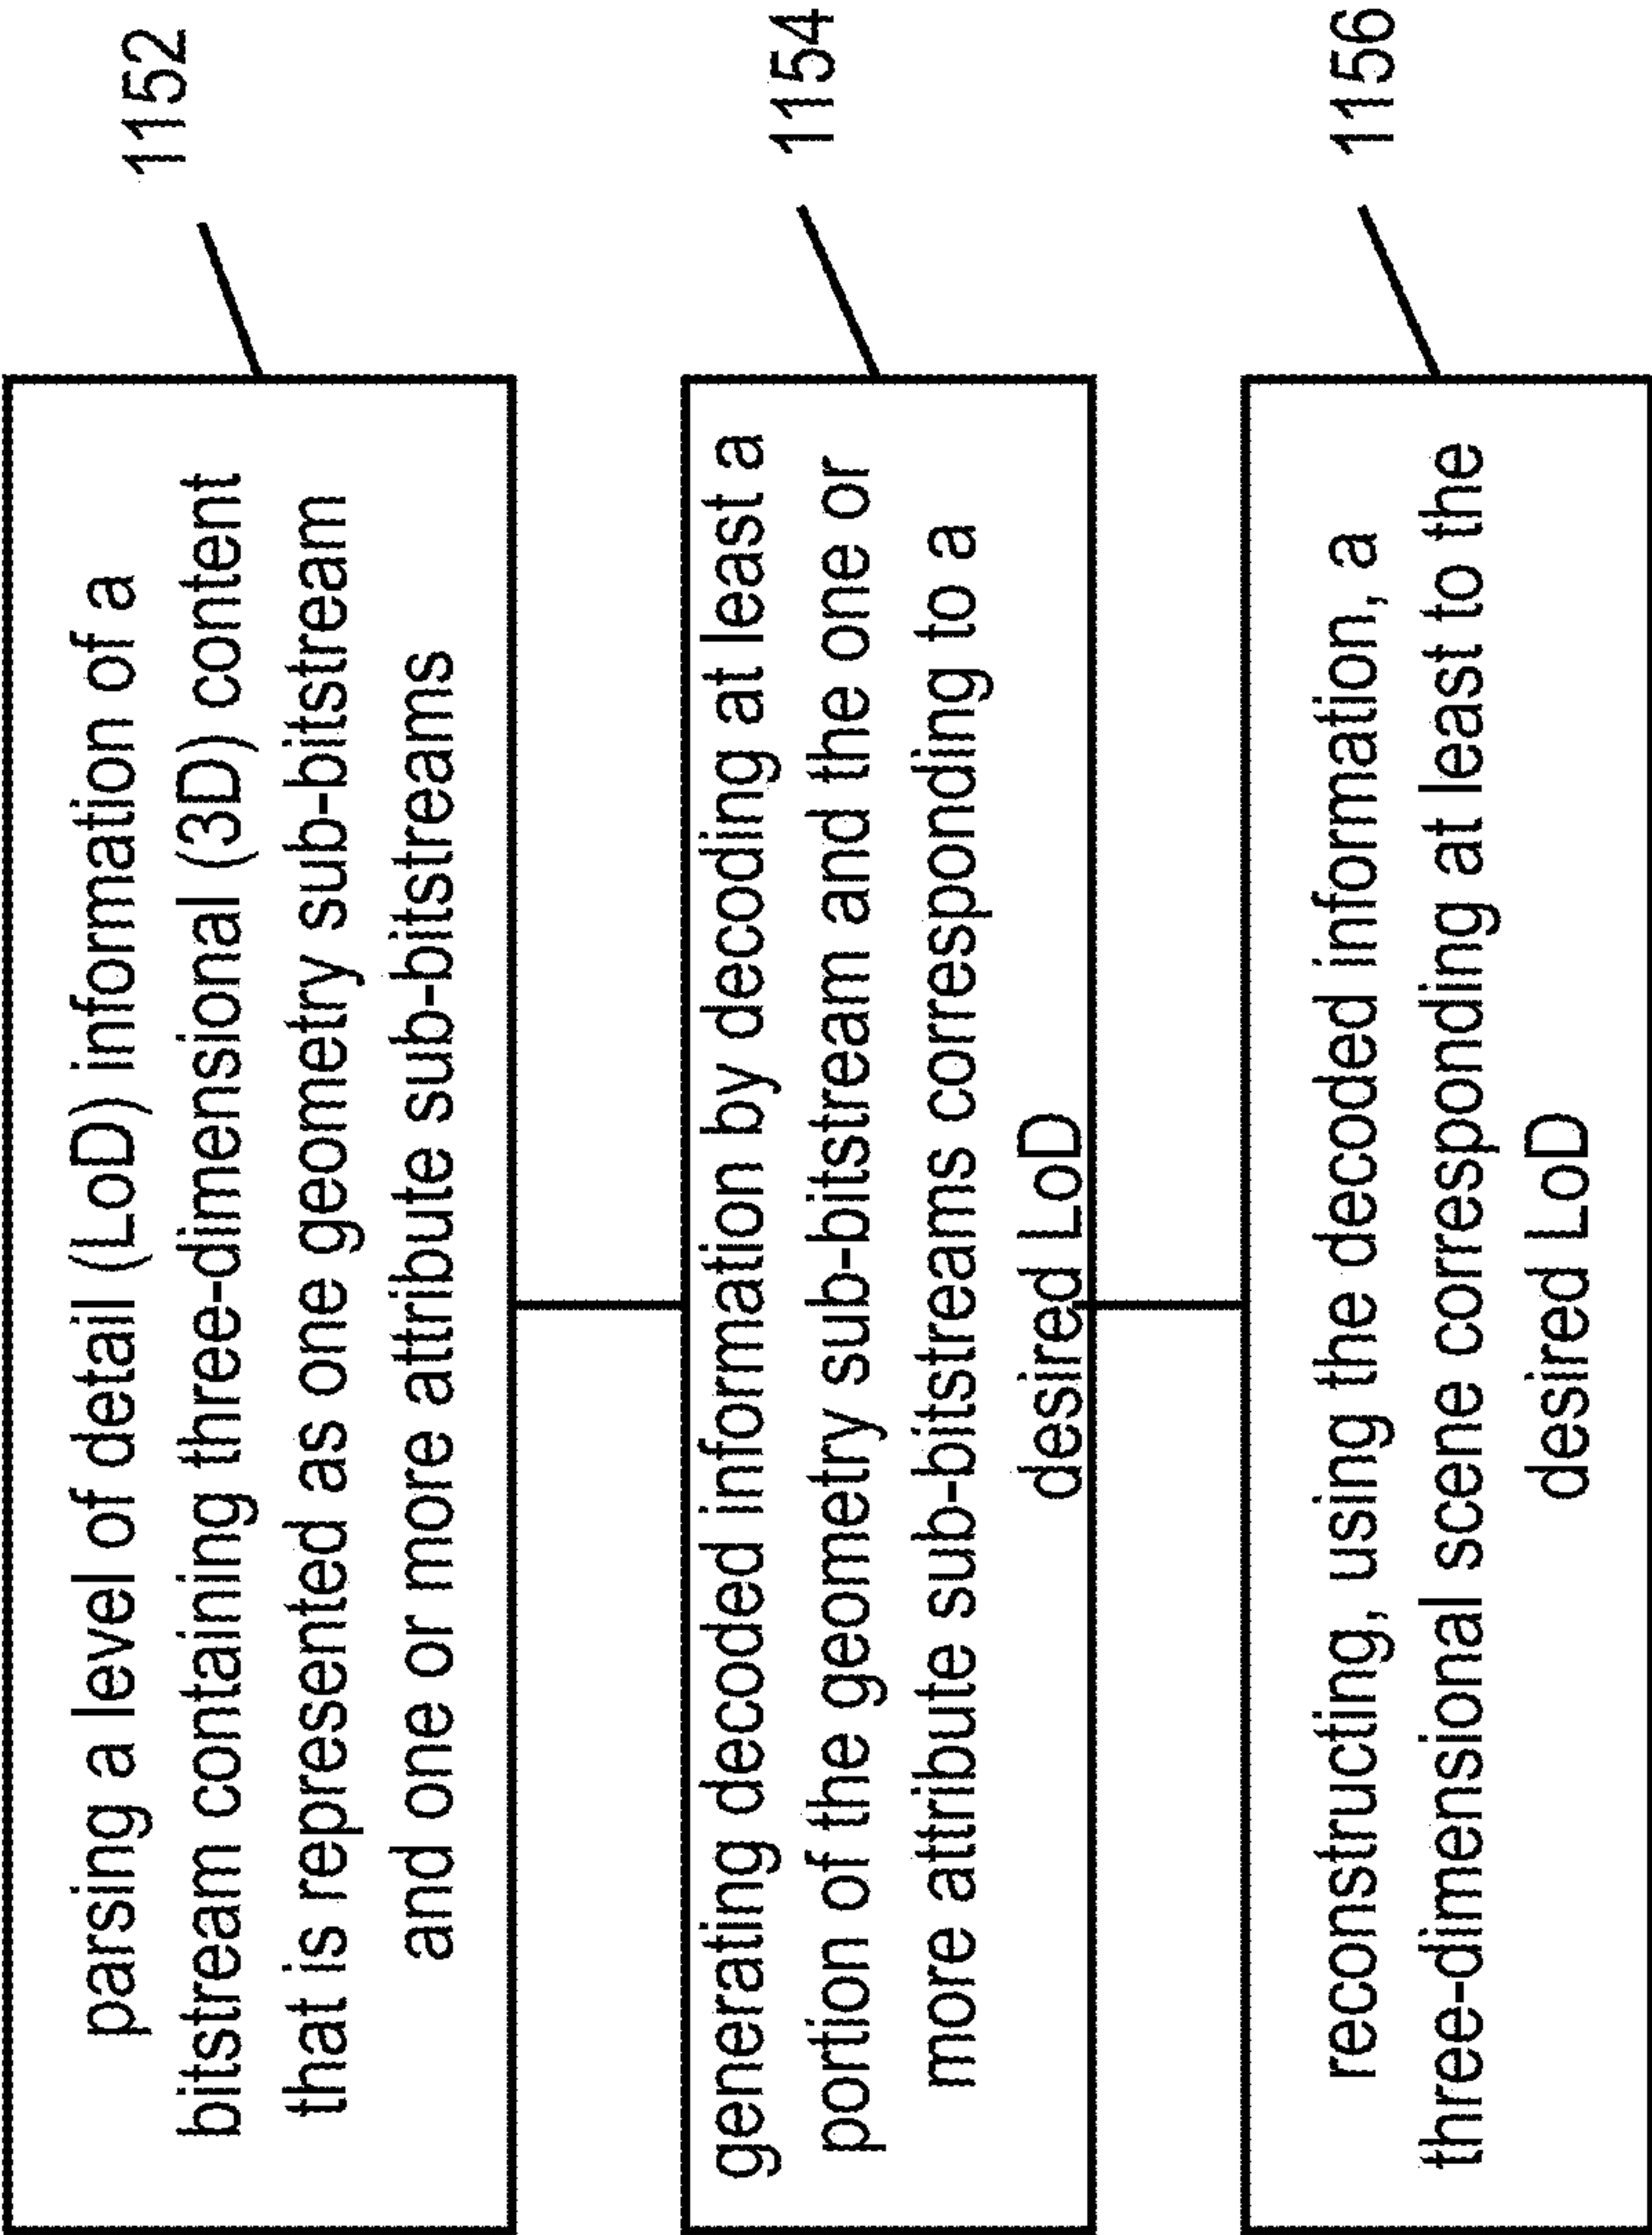 parsing a level of detail (LoD) information of a
bitstream containing three-dimensional (3D) content
that is represented as one geometry sub-bitstream
and one or more attribute sub-bitstreams
1152
generating decoded information by decoding at least a
portion of the geometry sub-bitstream and the one or
more attribute sub-bitstreams corresponding to a
desired LoD
1154
reconstructing, using the decoded information, a
three-dimensional scene corresponding at least to the
desired LoD
1156